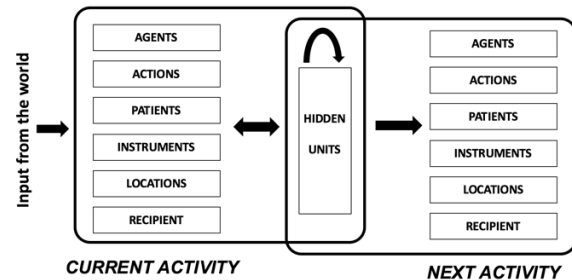 Input from the world
AGENTS
ACTIONS
PATIENTS
INSTRUMENTS
LOCATIONS
RECIPIENT
CURRENT ACTIVITY
HIDDEN
UNITS
AGENTS
ACTIONS
PATIENTS
INSTRUMENTS
LOCATIONS
RECIPIENT
NEXT ACTIVITY